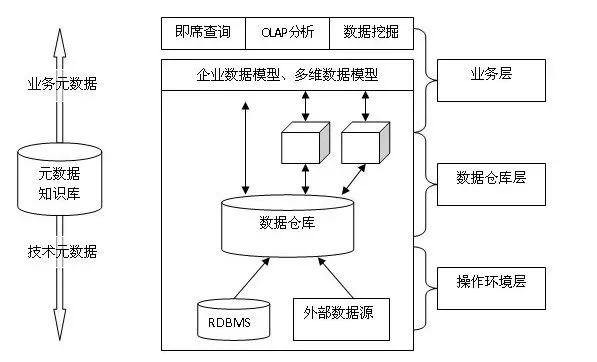 即席查询
OLAP分析
数据挖掘
企业数据模型、多维数据模型
业务层
业务元数据
元数据
知识库
数据仓库层
数据仓库
技术元数据
操作环境层
RDBMS
外部数据源